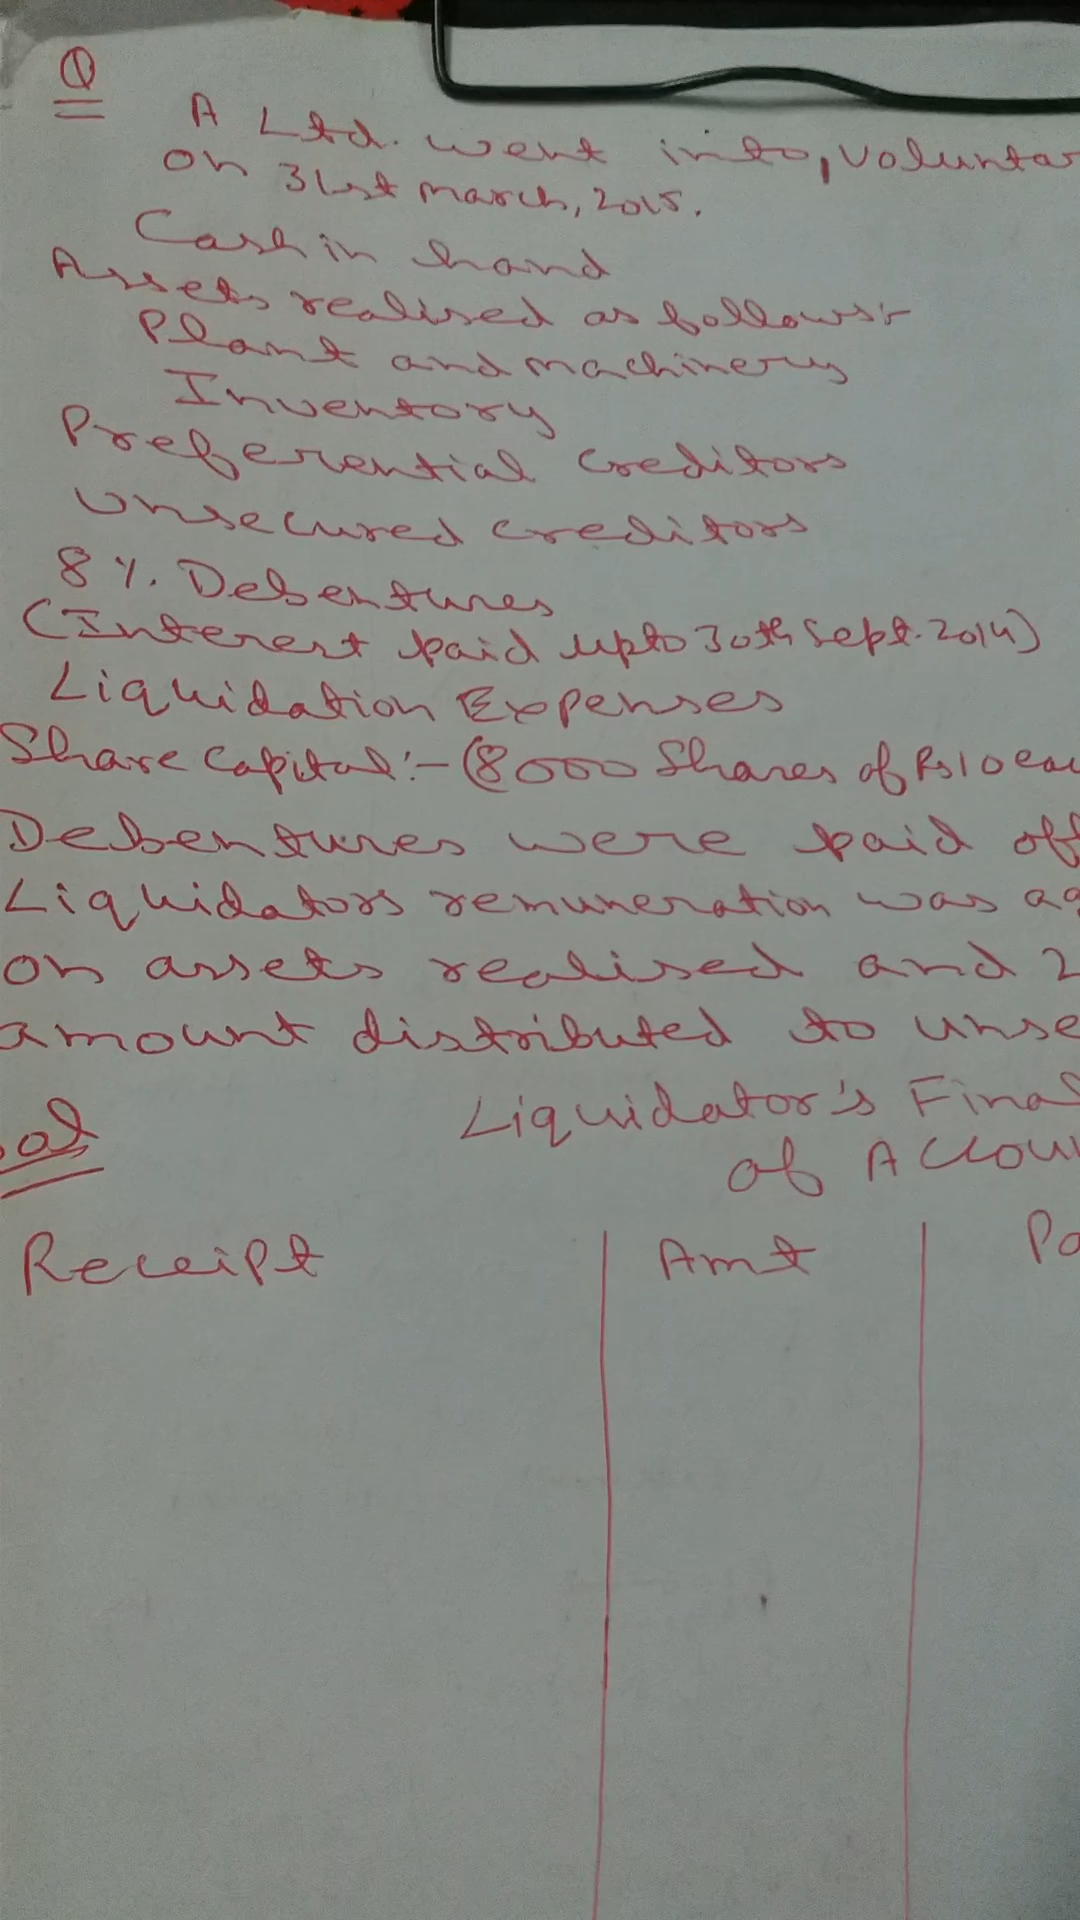 Q
A Ltd. went into, voluntar
on 31st march, 2015.
Cash in hand
Assets realised as follows:-
Plant and machinery
Inventory
Preferential creditors
Unsecured creditors
8%. Debentures
(Interest paid upto 30th Sept. 2014)
Liquidation Expenses
Share Capital:- (8000 Shares of Rs10 eac
Debentures were paid off
Liquidators remuneration was ag
on assets realised and 2
amount distributed to unse
Liquidator's Final
of Accoun
Receipt Amt Pa